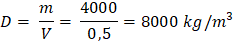 D = m/V = 4000/0,5 = 8000 kg/m³